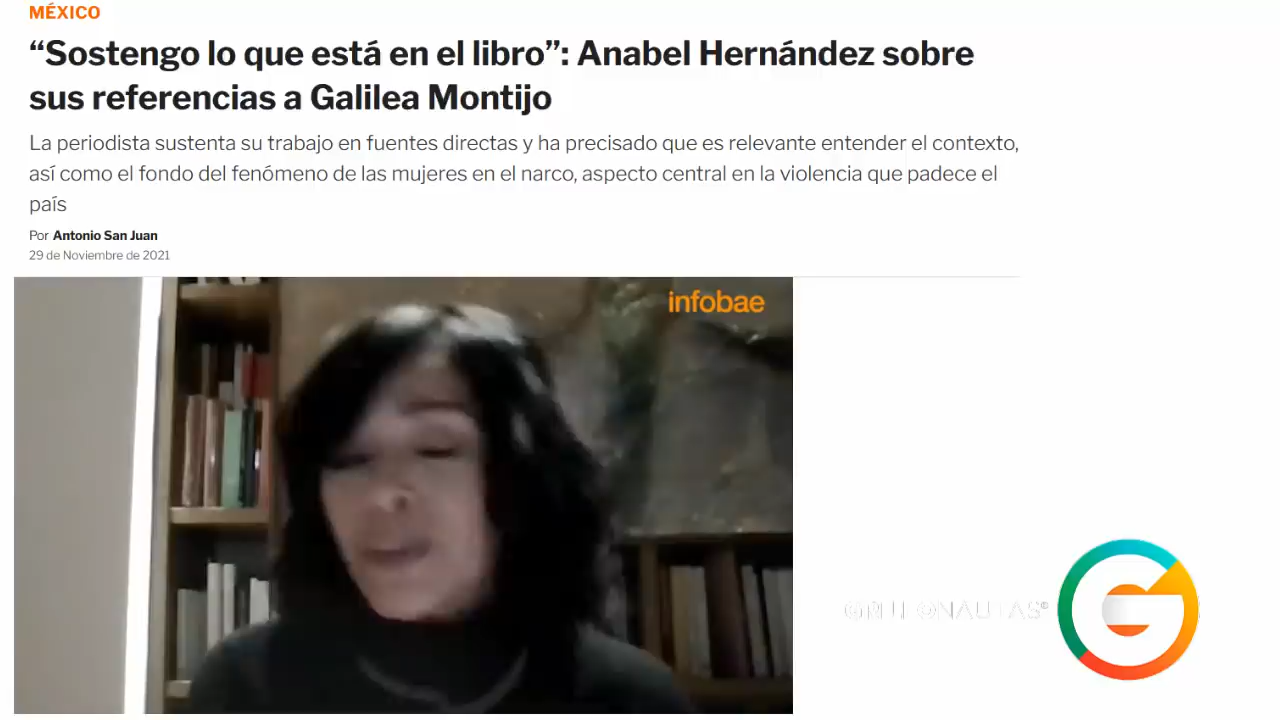 MÉXICO
“Sostengo lo que está en el libro”: Anabel Hernández sobre
sus referencias a Galilea Montijo
La periodista sustenta su trabajo en fuentes directas y ha precisado que es relevante entender el contexto,
así como el fondo del fenómeno de las mujeres en el narco, aspecto central en la violencia que padece el
país
Por Antonio San Juan
29 de Noviembre de 2021
infobae
G